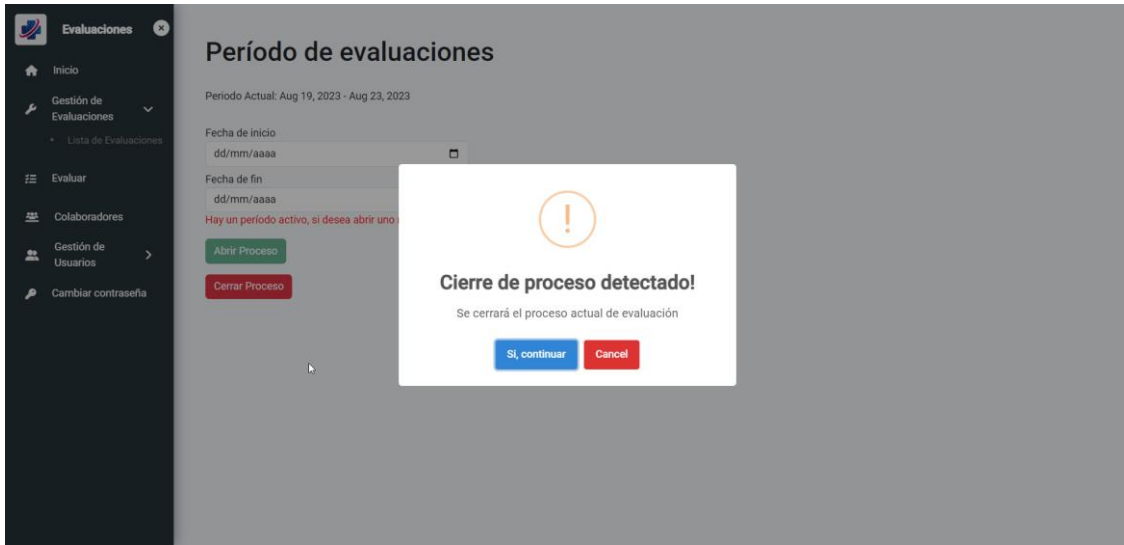 Evaluaciones
Inicio
Gestión de
Evaluaciones
Lista de Evaluaciones
Evaluar
Colaboradores
Gestión de
Usuarios
Cambiar contraseña
Período de evaluaciones
Periodo Actual: Aug 19, 2023 - Aug 23, 2023
Fecha de inicio
dd/mm/aaaa
Fecha de fin
dd/mm/aaaa
Hay un período activo, si desea abrir uno
Abrir Proceso
Cerrar Proceso
!
Cierre de proceso detectado!
Se cerrará el proceso actual de evaluación
Si, continuar
Cancel